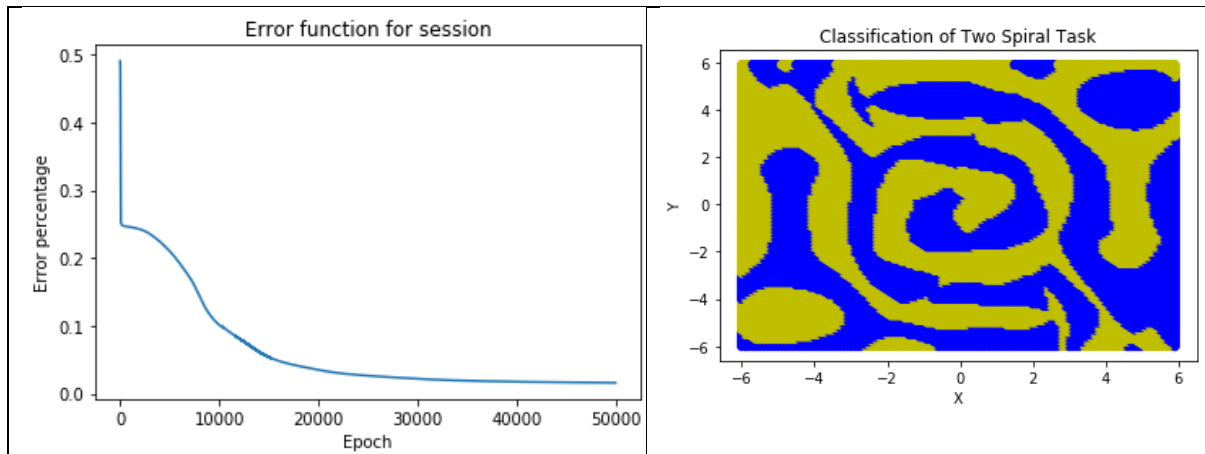 Error function for session
0.5
0.4
0.3
0.2
0.1
0.0
Error percentage
0 10000 20000 30000 40000 50000
Epoch
Classification of Two Spiral Task
6
4
2
0
−2
−4
−6
Y
−6 −4 −2 0 2 4 6
X